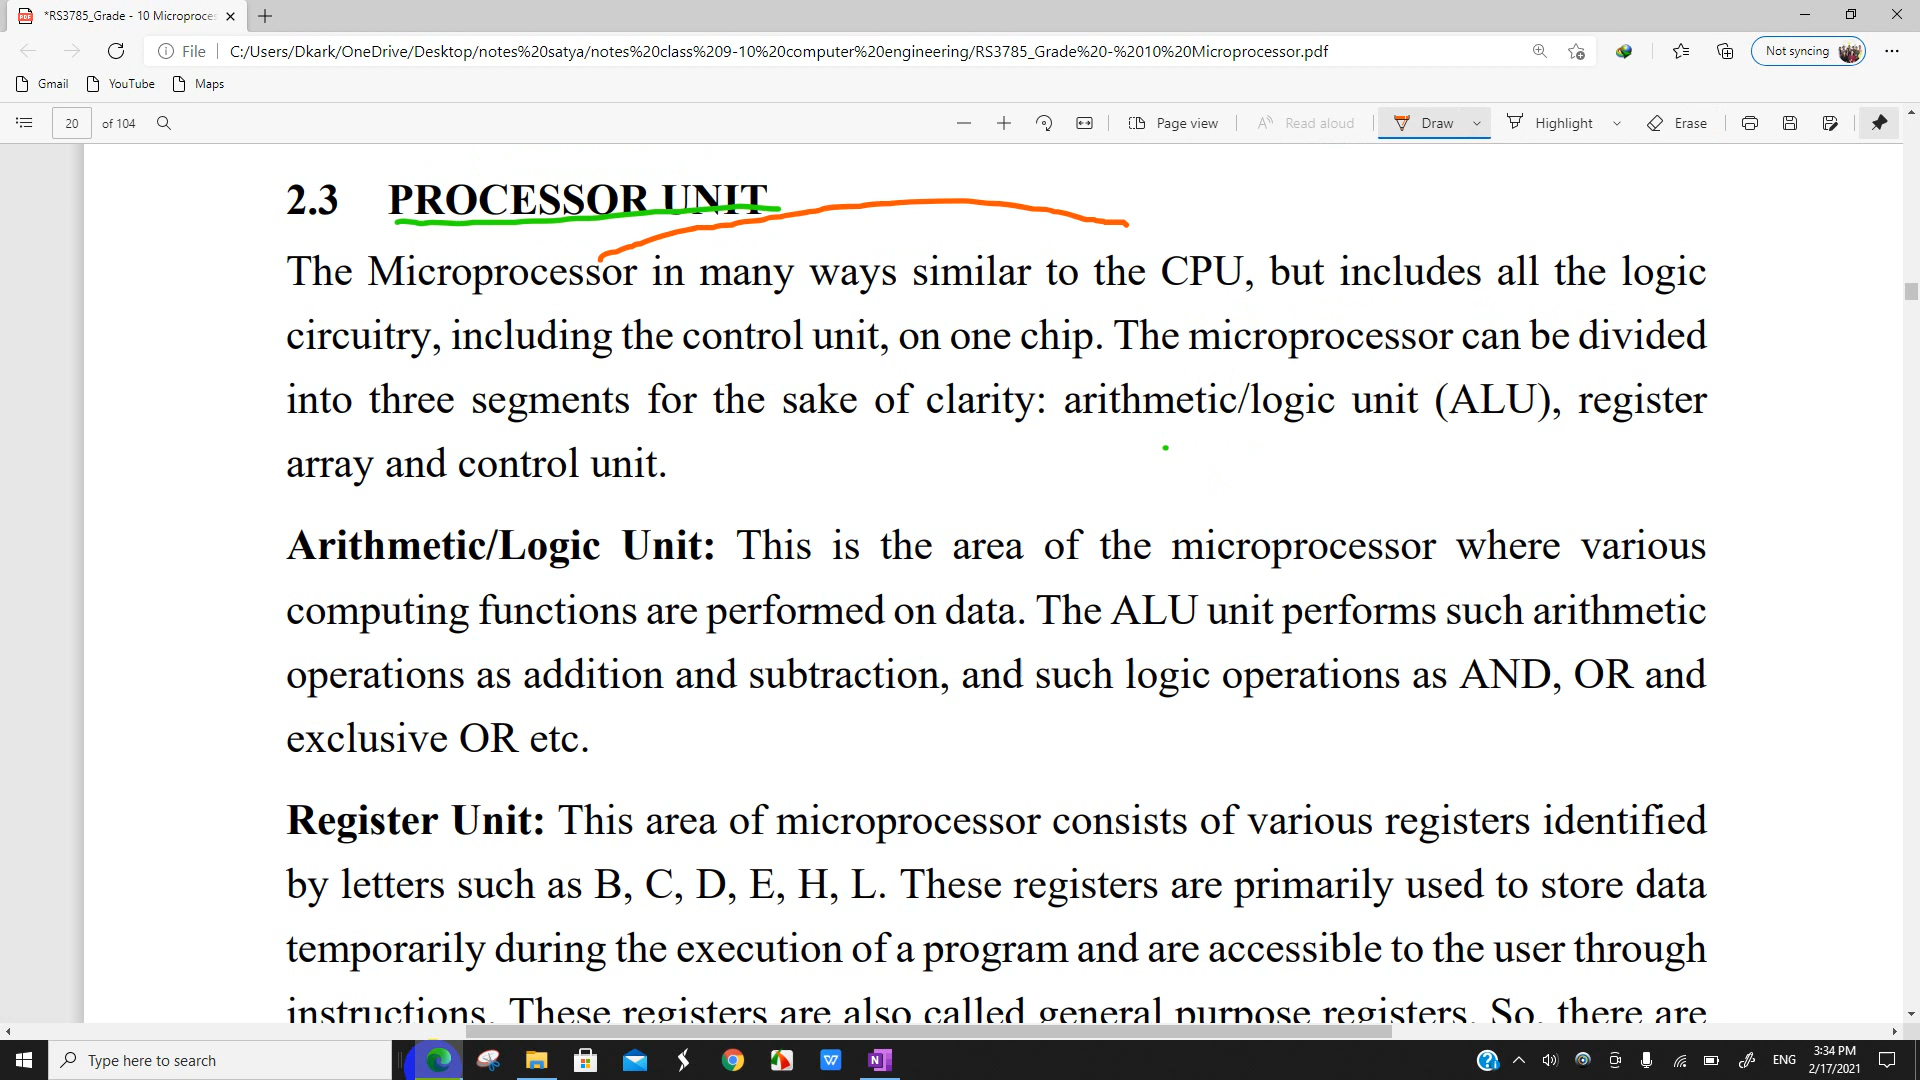 *RS3785_Grade - 10 Microproces
File
C:/Users/Dkark/OneDrive/Desktop/notes%20satya/notes%20class%209-10%20computer%20engineering/RS3785_Grade%20-%2010%20Microprocessor.pdf
Not syncing
Gmail
YouTube
Maps
20 of 104
Page view
Read aloud
Draw
Highlight
Erase
2.3 PROCESSOR UNIT
The Microprocessor in many ways similar to the CPU, but includes all the logic
circuitry, including the control unit, on one chip. The microprocessor can be divided
into three segments for the sake of clarity: arithmetic/logic unit (ALU), register
array and control unit.
Arithmetic/Logic Unit: This is the area of the microprocessor where various
computing functions are performed on data. The ALU unit performs such arithmetic
operations as addition and subtraction, and such logic operations as AND, OR and
exclusive OR etc.
Register Unit: This area of microprocessor consists of various registers identified
by letters such as B, C, D, E, H, L. These registers are primarily used to store data
temporarily during the execution of a program and are accessible to the user through
instructions. These registers are also called general purpose registers. So, there are
Type here to search
ENG
3:34 PM
2/17/2021